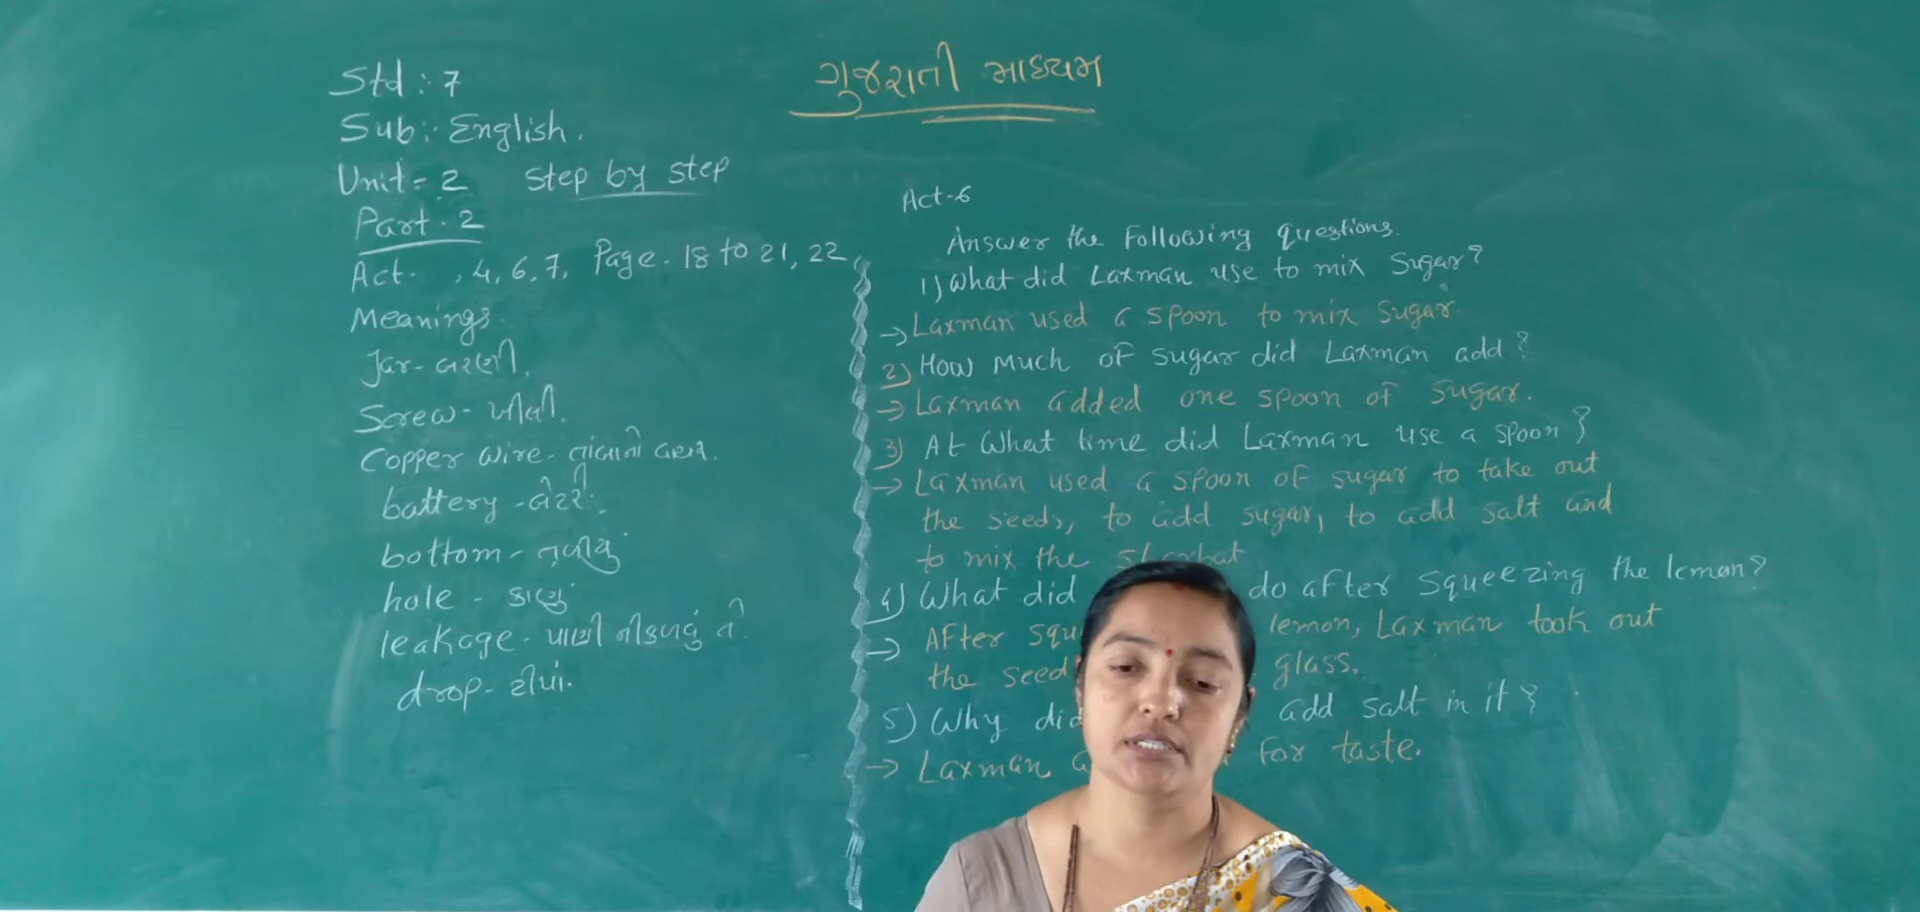 ગુજરાતી માધ્યમ
Std : 7
Sub :- English.
Unit = 2 Step by step
Part - 2
Act. , 4, 6, 7, Page. 18 to 21, 22
Meanings.
Jar - બરણી.
Screw - ખીલી.
Copper wire - તાંબાનો વાયર.
battery - બેટરી.
bottom - તળીયું
hole - કાણું
leakage - પાણી નીકળવું તે.
drop - ટીપાં.
Act-6
Answer the Following questions.
1) What did Laxman use to mix Sugar?
→ Laxman used a spoon to mix sugar.
2) How Much of sugar did Laxman add?
→ Laxman added one spoon of sugar.
3) At What time did Laxman use a spoon?
→ Laxman used a spoon of sugar to take out
the seeds, to add sugar, to add salt and
to mix the sharbat
4) What did do after squeezing the lemon?
→ After squ lemon, Laxman took out
the seed glass.
5) Why did add salt in it?
→ Laxman a for taste.